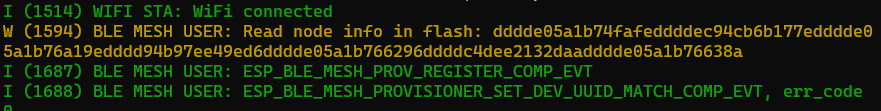 I (1514) WIFI STA: WiFi connected
W (1594) BLE MESH USER: Read node info in flash: dddde05a1b74fafeddddec94cb6b177edddde0
5a1b76a19edddd94b97ee49ed6dddde05a1b766296ddddc4dee2132daadddde05a1b76638a
I (1687) BLE MESH USER: ESP_BLE_MESH_PROV_REGISTER_COMP_EVT
I (1688) BLE MESH USER: ESP_BLE_MESH_PROVISIONER_SET_DEV_UUID_MATCH_COMP_EVT, err_code